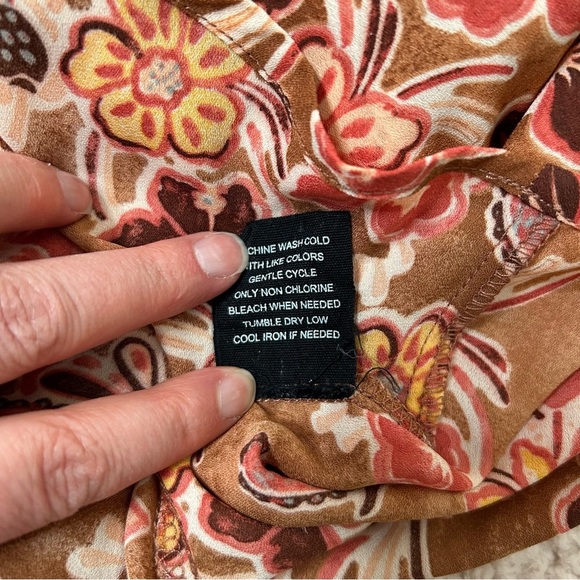 CHINE WASH COLD
ITH LIKE COLORS
GENTLE CYCLE
ONLY NON CHLORINE
BLEACH WHEN NEEDED
TUMBLE DRY LOW
COOL IRON IF NEEDED